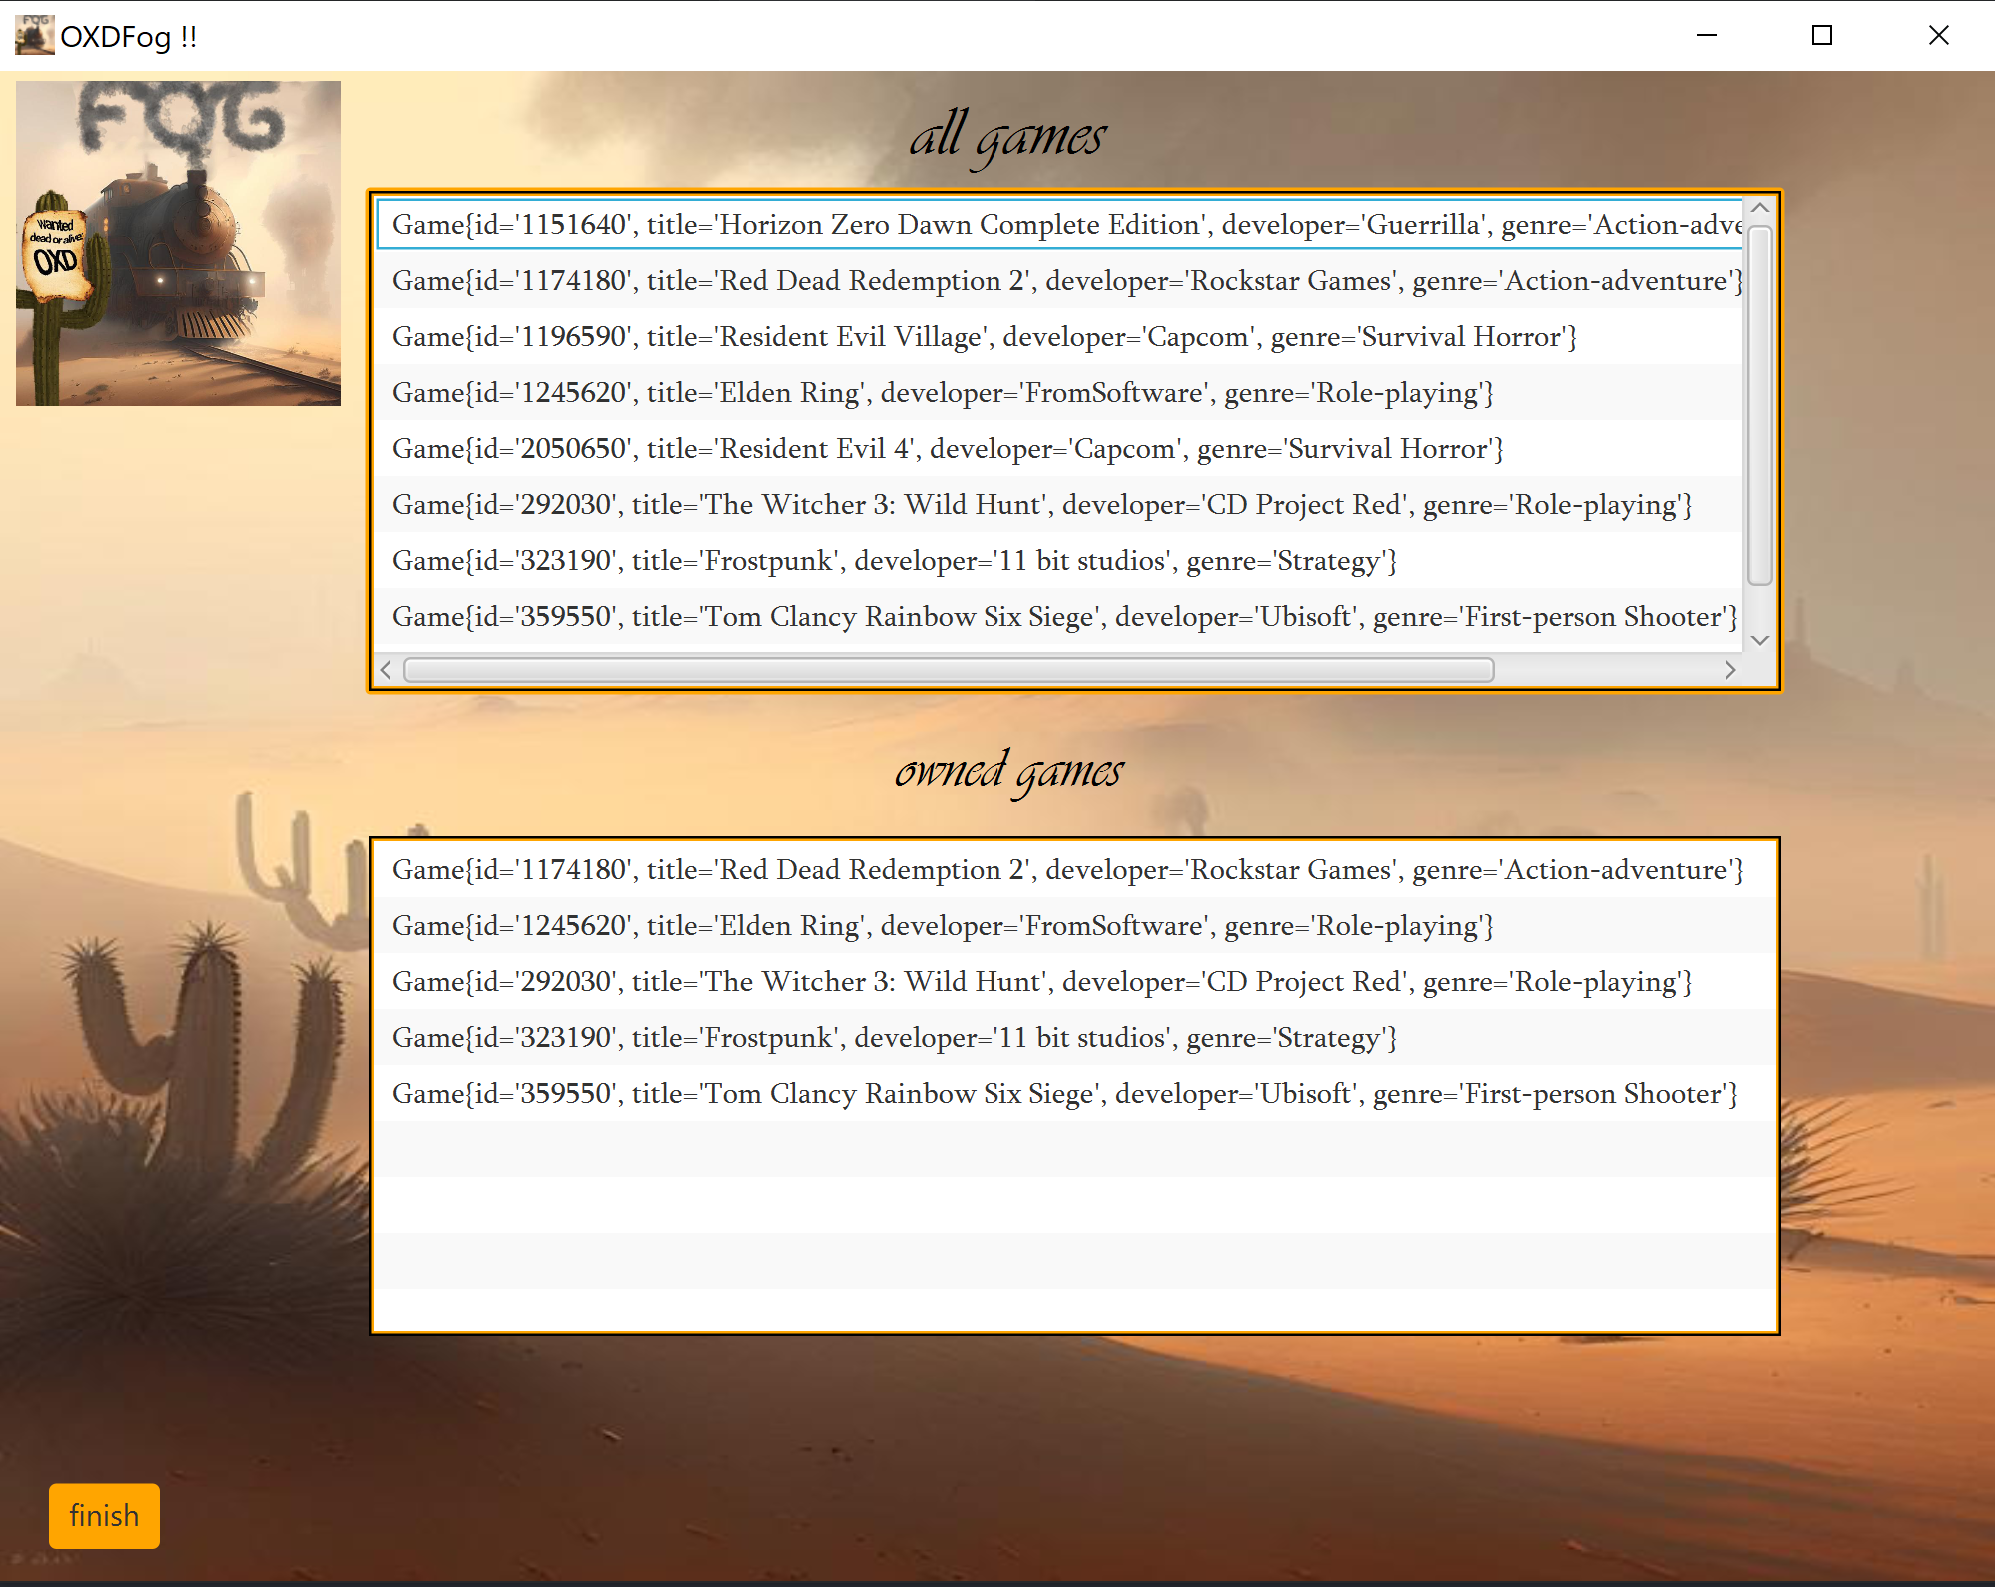 OXDFog !!
FOG
wanted
dead or alive:
OXD
all games
Game{id='1151640', title='Horizon Zero Dawn Complete Edition', developer='Guerrilla', genre='Action-adve
Game{id='1174180', title='Red Dead Redemption 2', developer='Rockstar Games', genre='Action-adventure'}
Game{id='1196590', title='Resident Evil Village', developer='Capcom', genre='Survival Horror'}
Game{id='1245620', title='Elden Ring', developer='FromSoftware', genre='Role-playing'}
Game{id='2050650', title='Resident Evil 4', developer='Capcom', genre='Survival Horror'}
Game{id='292030', title='The Witcher 3: Wild Hunt', developer='CD Project Red', genre='Role-playing'}
Game{id='323190', title='Frostpunk', developer='11 bit studios', genre='Strategy'}
Game{id='359550', title='Tom Clancy Rainbow Six Siege', developer='Ubisoft', genre='First-person Shooter'}
owned games
Game{id='1174180', title='Red Dead Redemption 2', developer='Rockstar Games', genre='Action-adventure'}
Game{id='1245620', title='Elden Ring', developer='FromSoftware', genre='Role-playing'}
Game{id='292030', title='The Witcher 3: Wild Hunt', developer='CD Project Red', genre='Role-playing'}
Game{id='323190', title='Frostpunk', developer='11 bit studios', genre='Strategy'}
Game{id='359550', title='Tom Clancy Rainbow Six Siege', developer='Ubisoft', genre='First-person Shooter'}
finish